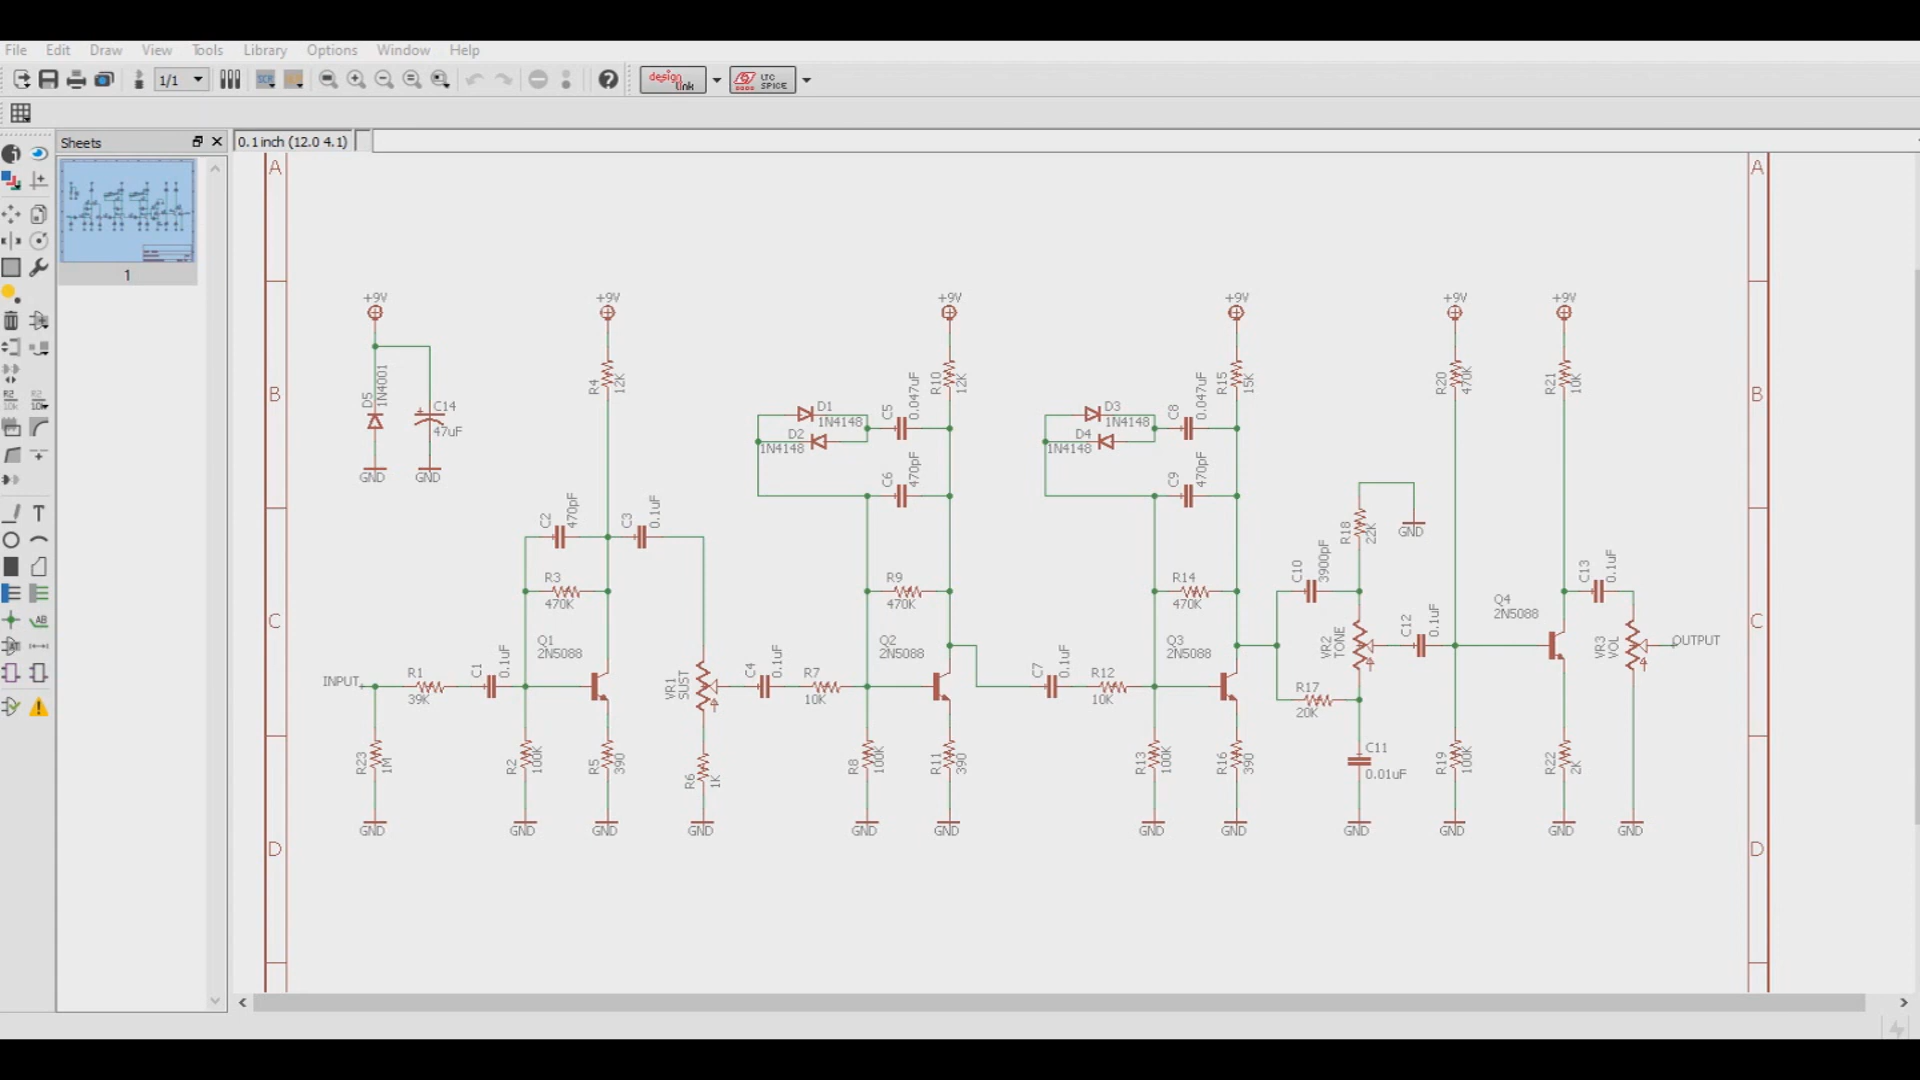 File Edit Draw View Tools Library Options Window Help
1/1 design link LTC SPICE
Sheets 0.1 inch (12.0 4.1)
1
A A
B B
C C
D D
+9V +9V +9V +9V +9V +9V
D5 1N4001
C14
47uF
GND GND
R4 12K
R10 12K
R15 15K
R20 470K
R21 10K
D1
1N4148
D2
1N4148
C5 0.047uF
C6 470pF
D3
1N4148
D4
1N4148
C8 0.047uF
C9 470pF
C2 470pF
C3 0.1uF
R3
470K
R9
470K
R14
470K
R18 22K
GND
C10 3900pF
C13 0.1uF
Q1
2N5088
Q2
2N5088
Q3
2N5088
Q4
2N5088
VR2 TONE
C12 0.1uF
VR3 VOL
OUTPUT
INPUT
R1
39K
C1 0.1uF
VR1 SUST
C4 0.1uF
R7
10K
C7 0.1uF
R12
10K
R17
20K
R23 1M
R2 100K
R5 390
R6 1K
R8 100K
R11 390
R13 100K
R16 390
C11
0.01uF
R19 100K
R22 2K
GND GND GND GND GND GND GND GND GND GND GND GND